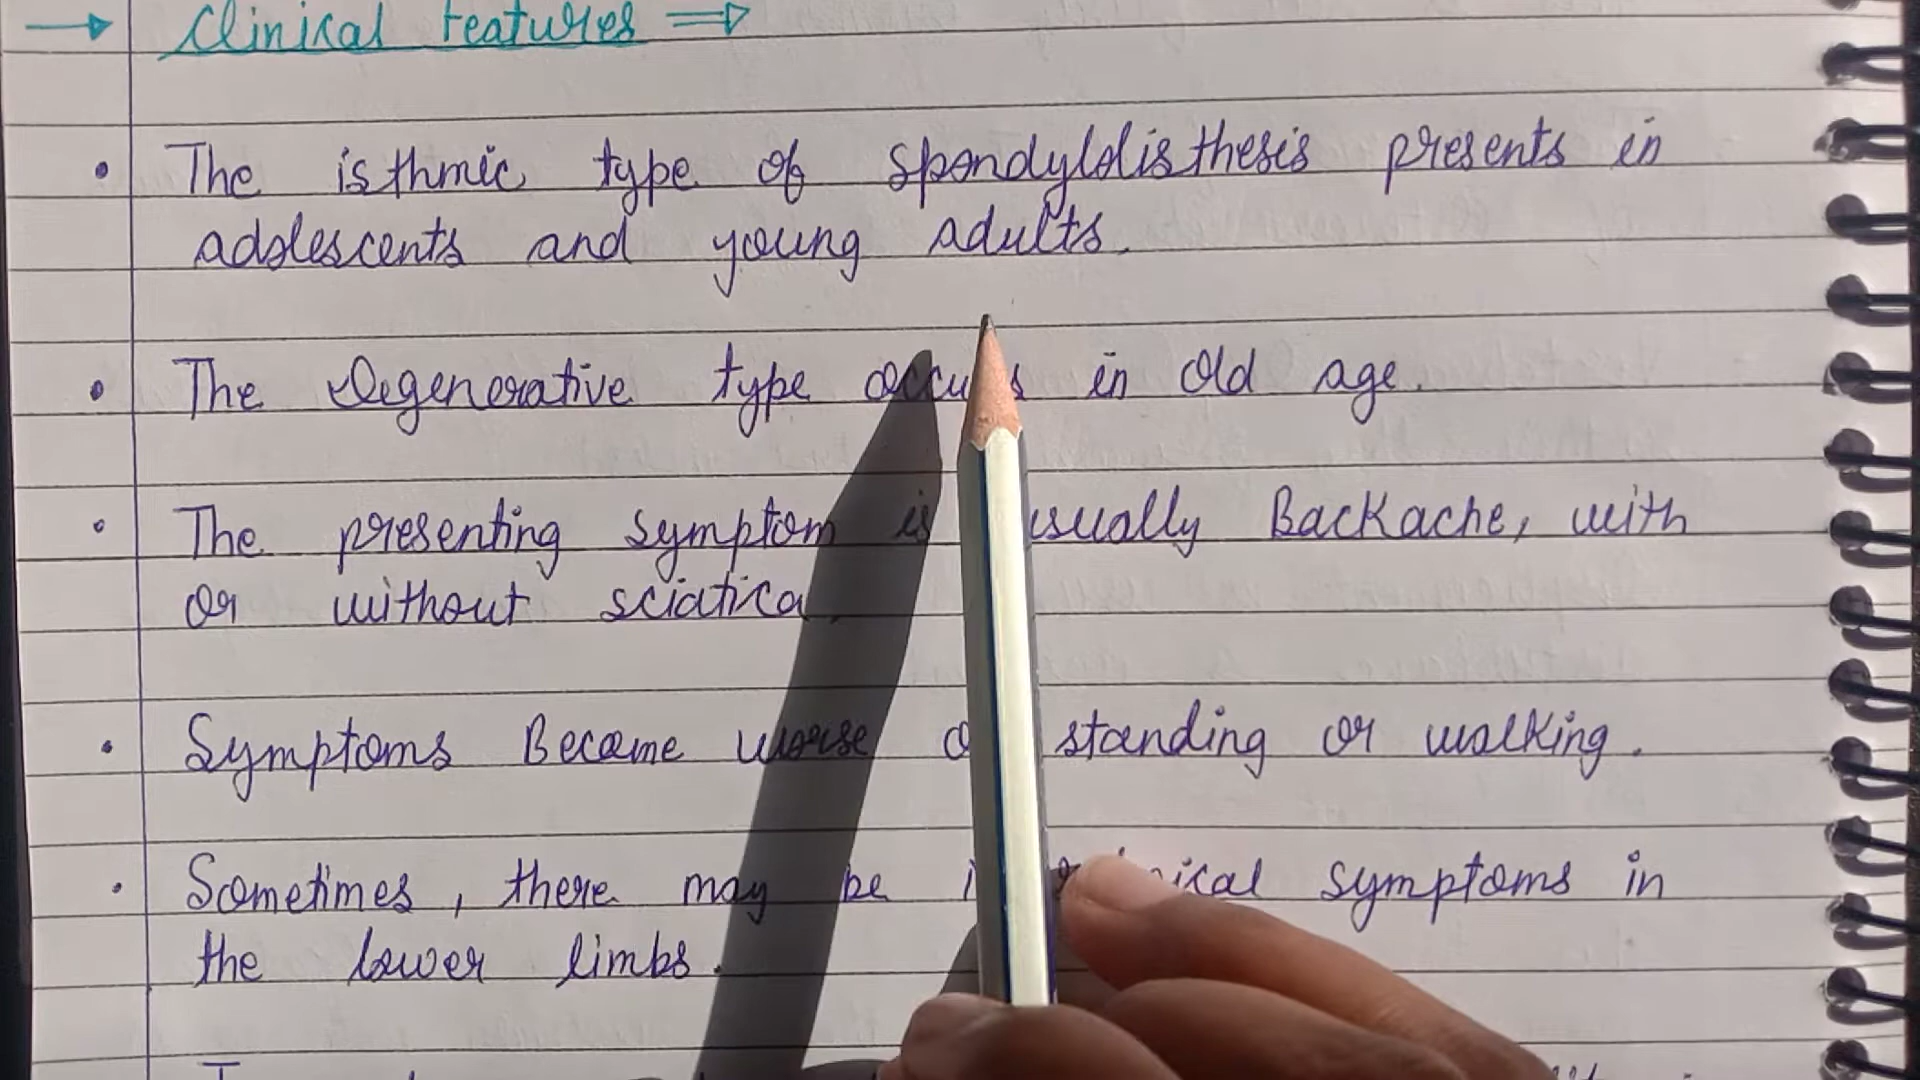 → Clinical Features ⇒
• The isthmic type of spondylolisthesis presents in
adolescents and young adults.
• The degenerative type occurs in old age.
• The presenting symptom is usually Backache, with
or without sciatica
• Symptoms Become worse standing or walking.
• Sometimes, there may be symptoms in
the lower limbs.